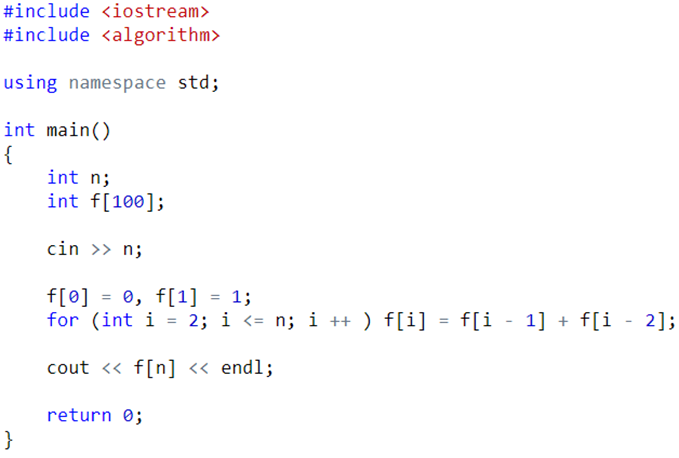 #include <iostream>
#include <algorithm>
using namespace std;
int main()
{
int n;
int f[100];
cin >> n;
f[0] = 0, f[1] = 1;
for (int i = 2; i <= n; i ++ ) f[i] = f[i - 1] + f[i - 2];
cout << f[n] << endl;
return 0;
}